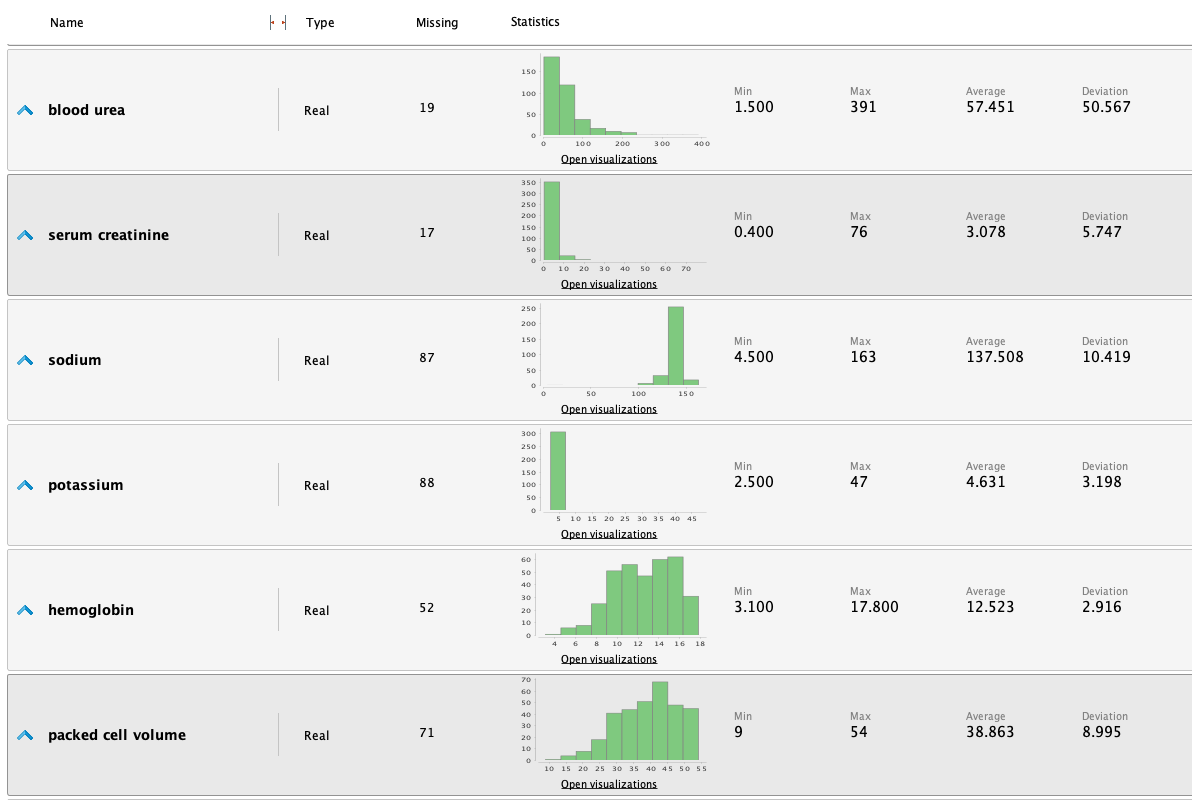 Name Type Missing Statistics
blood urea Real 19
150
100
50
0
0 100 200 300 400
Open visualizations
Min Max Average Deviation
1.500 391 57.451 50.567
serum creatinine Real 17
350
300
250
200
150
100
50
0
0 10 20 30 40 50 60 70
Open visualizations
Min Max Average Deviation
0.400 76 3.078 5.747
sodium Real 87
250
200
150
100
50
0
0 50 100 150
Open visualizations
Min Max Average Deviation
4.500 163 137.508 10.419
potassium Real 88
300
250
200
150
100
50
0
5 10 15 20 25 30 35 40 45
Open visualizations
Min Max Average Deviation
2.500 47 4.631 3.198
hemoglobin Real 52
60
50
40
30
20
10
0
4 6 8 10 12 14 16 18
Open visualizations
Min Max Average Deviation
3.100 17.800 12.523 2.916
packed cell volume Real 71
70
60
50
40
30
20
10
0
10 15 20 25 30 35 40 45 50 55
Open visualizations
Min Max Average Deviation
9 54 38.863 8.995